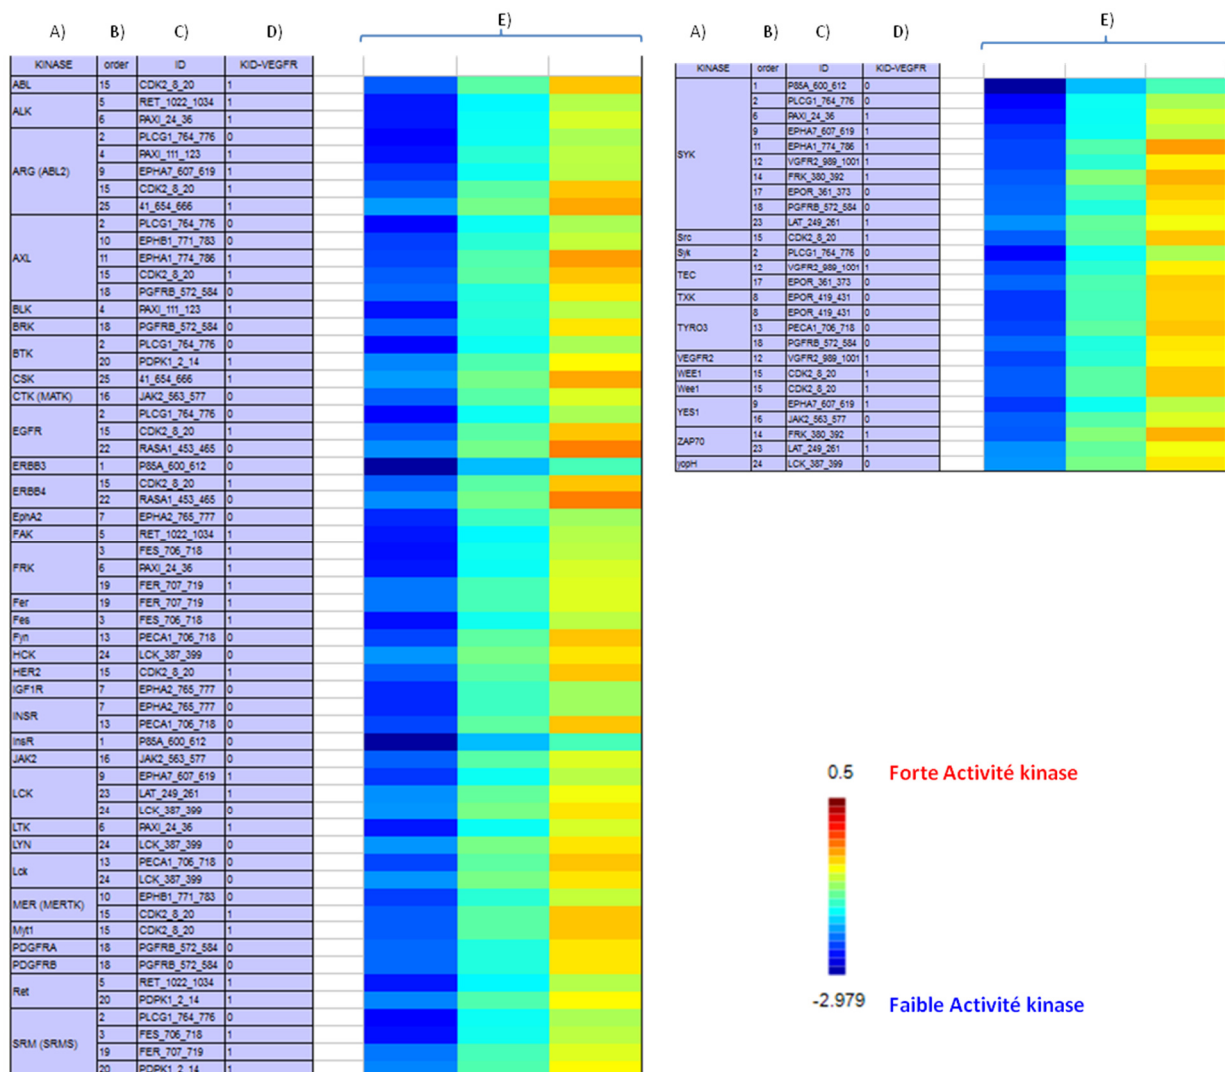 A) B) C) D) E)
KINASE order ID KID-VEGFR
ABL 15 CDK2_8_20 1
ALK 5 RET_1022_1034 1
6 PAXI_24_36 1
ARG (ABL2) 2 PLCG1_764_776 0
4 PAXI_111_123 1
9 EPHA7_607_619 1
15 CDK2_8_20 1
25 41_654_666 1
AXL 2 PLCG1_764_776 0
10 EPHB1_771_783 0
11 EPHA1_774_786 1
15 CDK2_8_20 1
18 PGFRB_572_584 0
BLK 4 PAXI_111_123 1
BRK 18 PGFRB_572_584 0
BTK 2 PLCG1_764_776 0
20 PDPK1_2_14 1
CSK 25 41_654_666 1
CTK (MATK) 16 JAK2_563_577 0
EGFR 2 PLCG1_764_776 0
15 CDK2_8_20 1
22 RASA1_453_465 0
ERBB3 1 P85A_600_612 0
ERBB4 15 CDK2_8_20 1
22 RASA1_453_465 0
EphA2 7 EPHA2_765_777 0
FAK 5 RET_1022_1034 1
FRK 3 FES_706_718 1
6 PAXI_24_36 1
19 FER_707_719 1
Fer 19 FER_707_719 1
Fes 3 FES_706_718 1
Fyn 13 PECA1_706_718 0
HCK 24 LCK_387_399 0
HER2 15 CDK2_8_20 1
IGF1R 7 EPHA2_765_777 0
INSR 7 EPHA2_765_777 0
13 PECA1_706_718 0
InsR 1 P85A_600_612 0
JAK2 16 JAK2_563_577 0
LCK 9 EPHA7_607_619 1
23 LAT_249_261 1
24 LCK_387_399 0
LTK 6 PAXI_24_36 1
LYN 24 LCK_387_399 0
Lck 13 PECA1_706_718 0
24 LCK_387_399 0
MER (MERTK) 10 EPHB1_771_783 0
15 CDK2_8_20 1
Myt1 15 CDK2_8_20 1
PDGFRA 18 PGFRB_572_584 0
PDGFRB 18 PGFRB_572_584 0
Ret 5 RET_1022_1034 1
20 PDPK1_2_14 1
SRM (SRMS) 2 PLCG1_764_776 0
3 FES_706_718 1
19 FER_707_719 1
20 PDPK1_2_14 1
A) B) C) D) E)
KINASE order ID KID-VEGFR
SYK 1 P85A_600_612 0
2 PLCG1_764_776 0
6 PAXI_24_36 1
9 EPHA7_607_619 1
11 EPHA1_774_786 1
12 VGFR2_989_1001 1
14 FRK_380_392 1
17 EPOR_361_373 0
18 PGFRB_572_584 0
23 LAT_249_261 1
Src 15 CDK2_8_20 1
Syk 2 PLCG1_764_776 0
TEC 12 VGFR2_989_1001 1
17 EPOR_361_373 0
TXK 8 EPOR_419_431 0
TYRO3 8 EPOR_419_431 0
13 PECA1_706_718 0
18 PGFRB_572_584 0
VEGFR2 12 VGFR2_989_1001 1
WEE1 15 CDK2_8_20 1
Wee1 15 CDK2_8_20 1
YES1 9 EPHA7_607_619 1
16 JAK2_563_577 0
ZAP70 14 FRK_380_392 1
23 LAT_249_261 1
yopH 24 LCK_387_399 0
0.5 Forte Activité kinase
-2.979 Faible Activité kinase